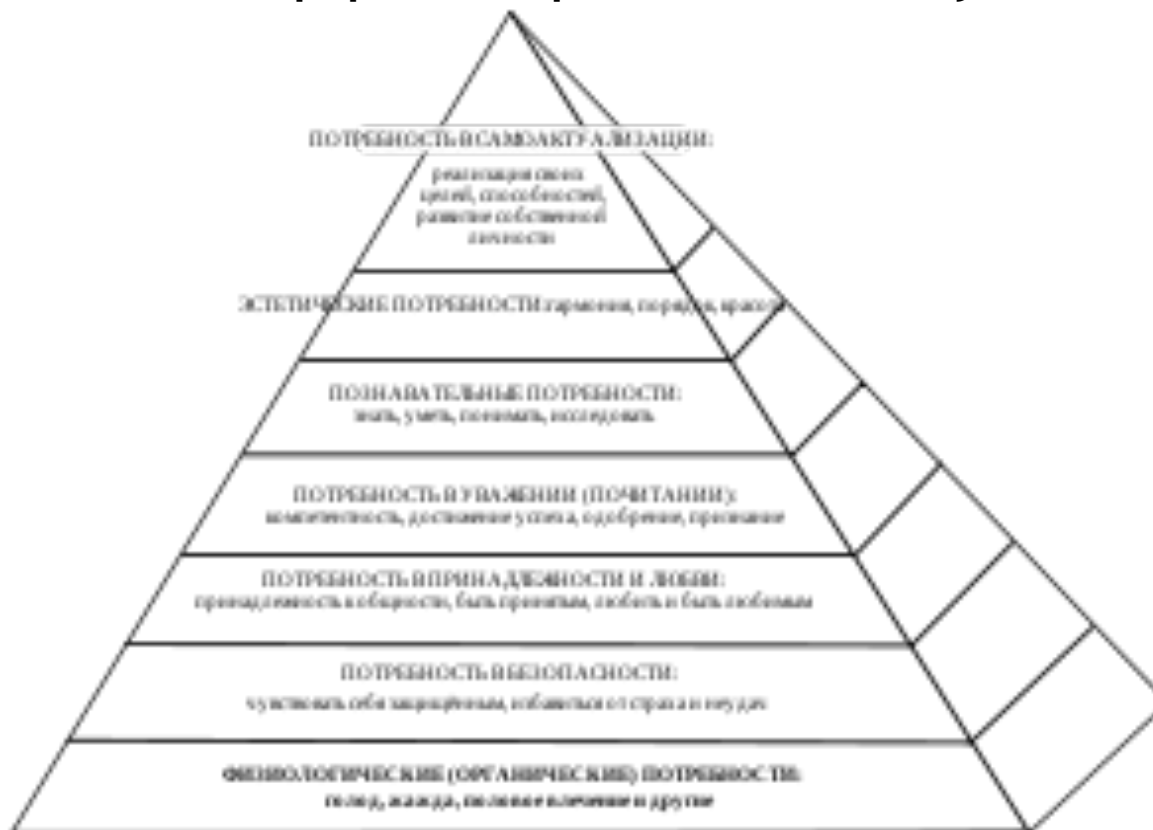 ПОТРЕБНОСТЬ В САМОАКТУАЛИЗАЦИИ:
реализация своих
целей, способностей,
развитие собственной
личности
ЭСТЕТИЧЕСКИЕ ПОТРЕБНОСТИ: гармония, порядок, красота
ПОЗНАВАТЕЛЬНЫЕ ПОТРЕБНОСТИ:
знать, уметь, понимать, исследовать
ПОТРЕБНОСТЬ В УВАЖЕНИИ (ПОЧИТАНИИ):
компетентность, достижение успеха, одобрение, признание
ПОТРЕБНОСТЬ В ПРИНАДЛЕЖНОСТИ И ЛЮБВИ:
принадлежность к общности, быть принятым, любить и быть любимым
ПОТРЕБНОСТЬ В БЕЗОПАСНОСТИ:
чувствовать себя защищённым, избавиться от страха и неудач
ФИЗИОЛОГИЧЕСКИЕ (ОРГАНИЧЕСКИЕ) ПОТРЕБНОСТИ:
голод, жажда, половое влечение и другие